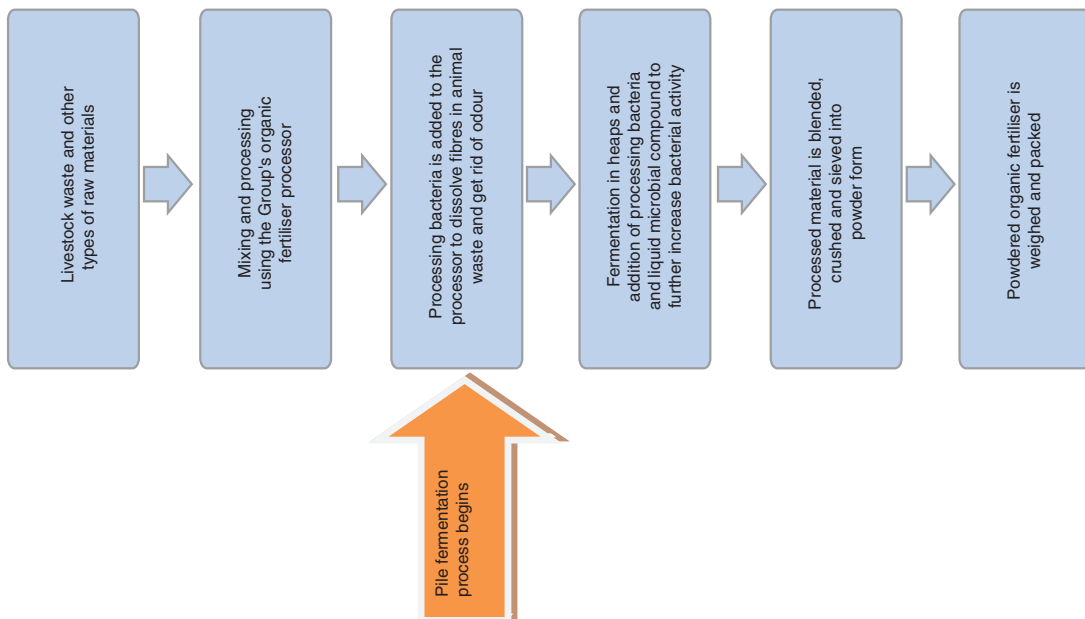 Livestock waste and other
types of raw materials
Mixing and processing
using the Group's organic
fertiliser processor
Processing bacteria is added to the
processor to dissolve fibres in animal
waste and get rid of odour
Fermentation in heaps and
addition of processing bacteria
and liquid microbial compound to
further increase bacterial activity
Processed material is blended,
crushed and sieved into
powder form
Powdered organic fertiliser is
weighed and packed
Pile fermentation
process begins